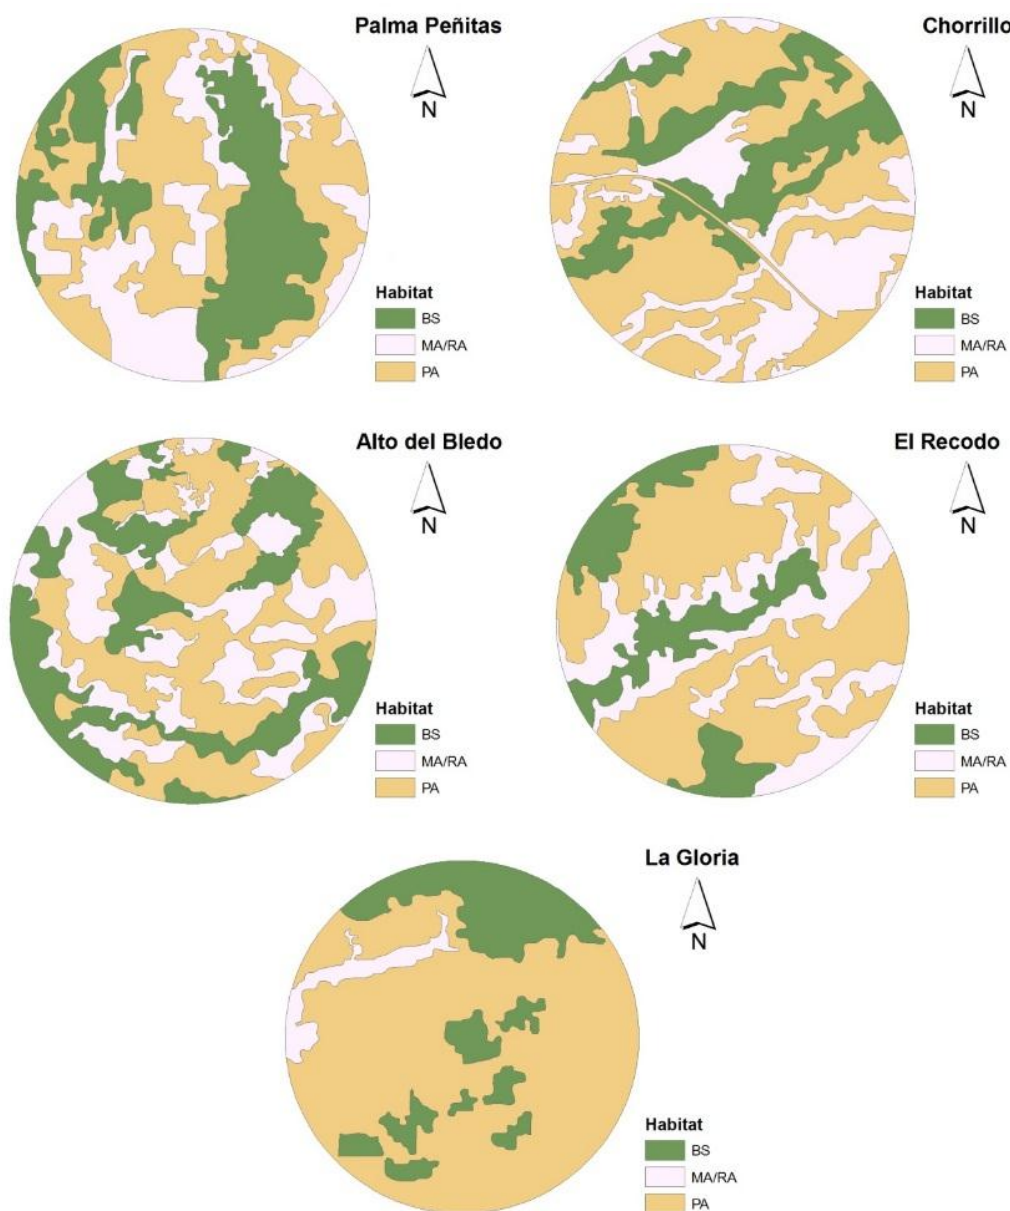 Palma Peñitas
N
Habitat
BS
MA/RA
PA
Chorrillo
N
Habitat
BS
MA/RA
PA
Alto del Bledo
N
Habitat
BS
MA/RA
PA
El Recodo
N
Habitat
BS
MA/RA
PA
La Gloria
N
Habitat
BS
MA/RA
PA